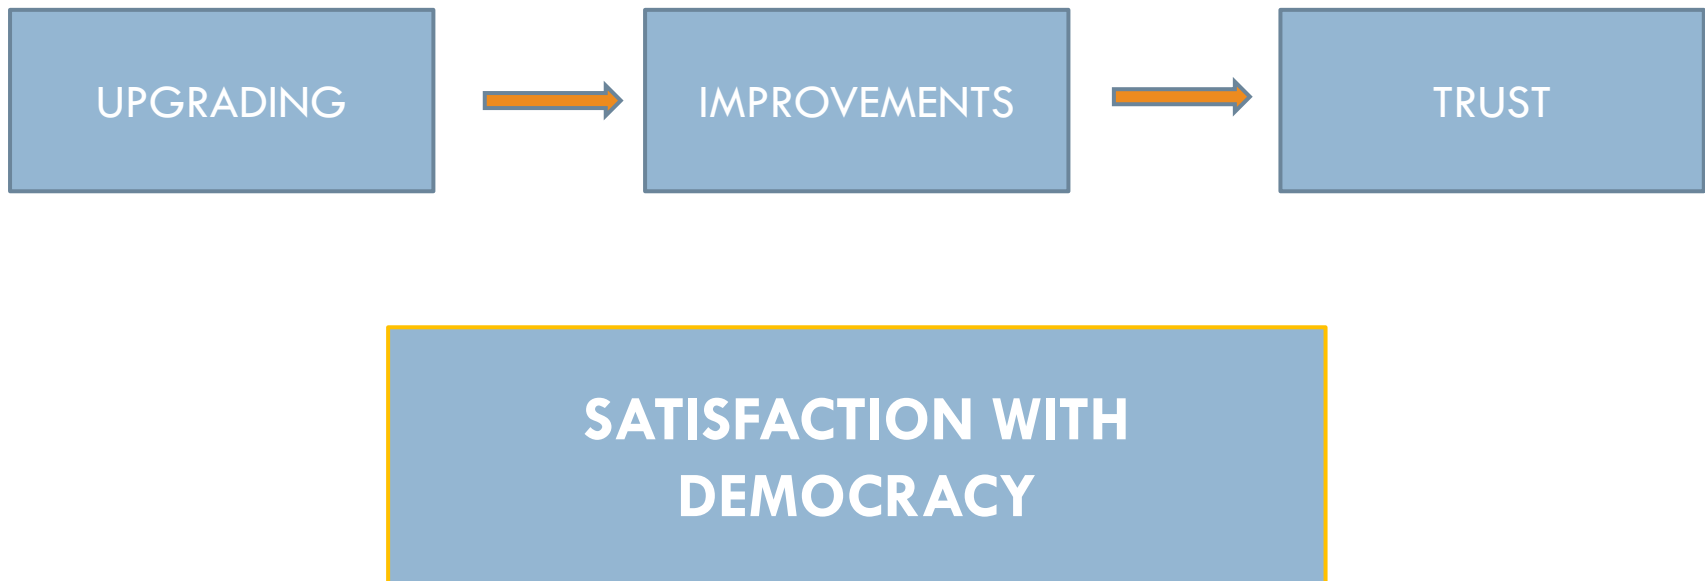 UPGRADING
IMPROVEMENTS
TRUST
SATISFACTION WITH
DEMOCRACY